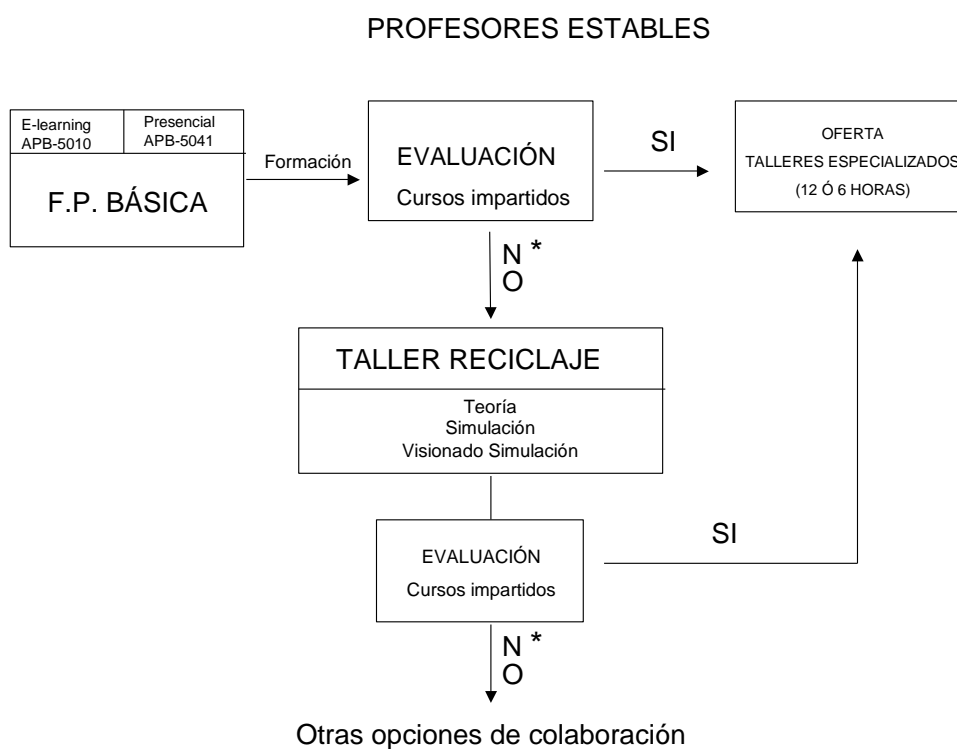 PROFESORES ESTABLES
E-learning
APB-5010
Presencial
APB-5041
F.P. BÁSICA
Formación
EVALUACIÓN
Cursos impartidos
SI
OFERTA
TALLERES ESPECIALIZADOS
(12 Ó 6 HORAS)
N *
O
TALLER RECICLAJE
Teoría
Simulación
Visionado Simulación
EVALUACIÓN
Cursos impartidos
SI
N *
O
Otras opciones de colaboración